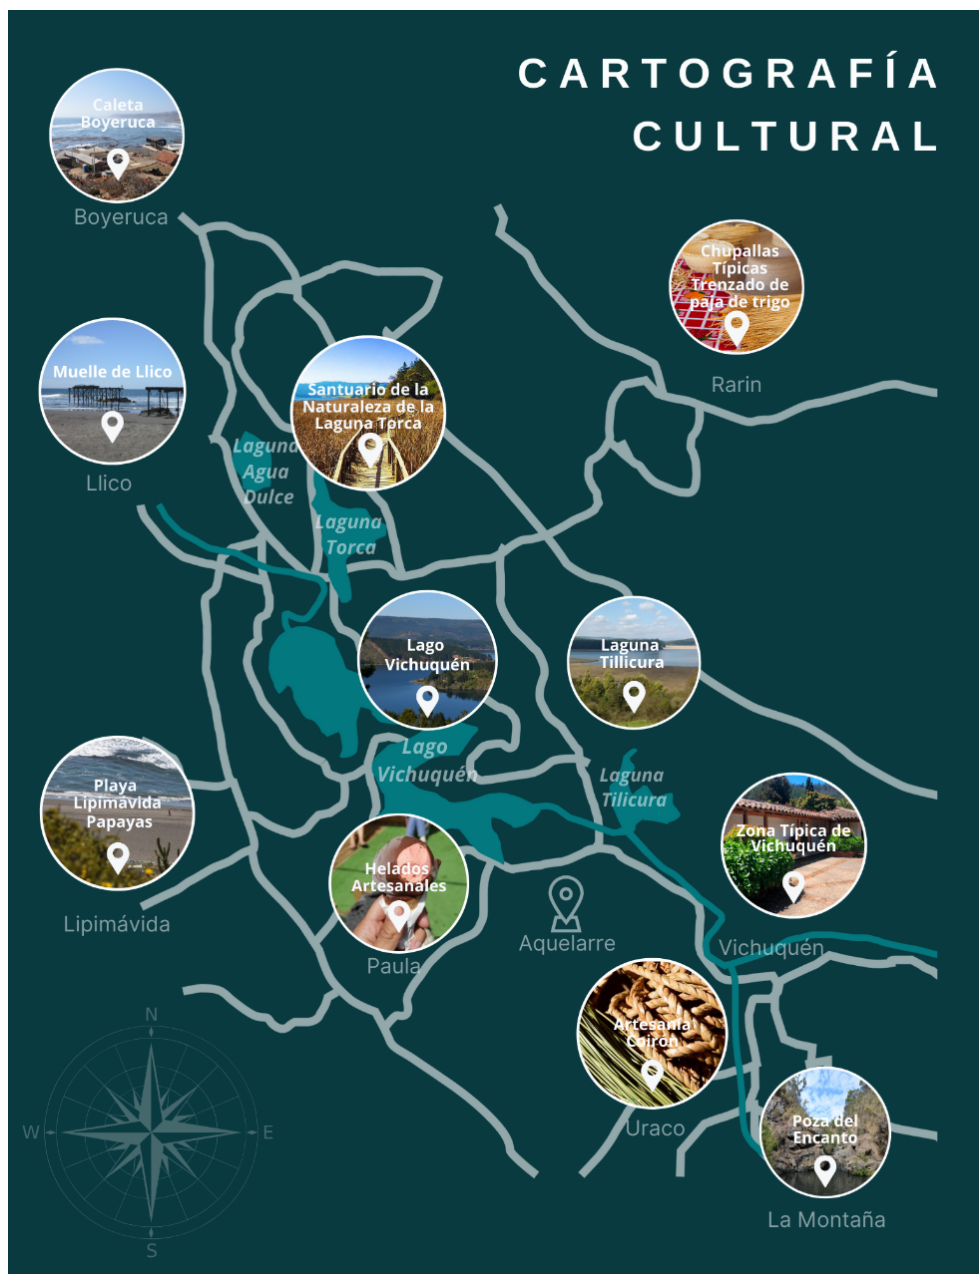 CARTOGRAFÍA
CULTURAL
Caleta
Boyeruca
Boyeruca
Chupallas
Típicas
Trenzado de
paja de trigo
Rarin
Muelle de Llico
Llico
Santuario de la
Naturaleza de la
Laguna Torca
Laguna
Agua
Dulce
Laguna
Torca
Lago
Vichuquén
Laguna
Tillicura
Lago
Vichuquén
Laguna
Tilicura
Playa
Lipimávida
Papayas
Lipimávida
Zona Típica de
Vichuquén
Vichuquén
Helados
Artesanales
Paula
Aquelarre
Artesanía
Coirón
Uraco
Poza del
Encanto
La Montaña
N
W
E
S